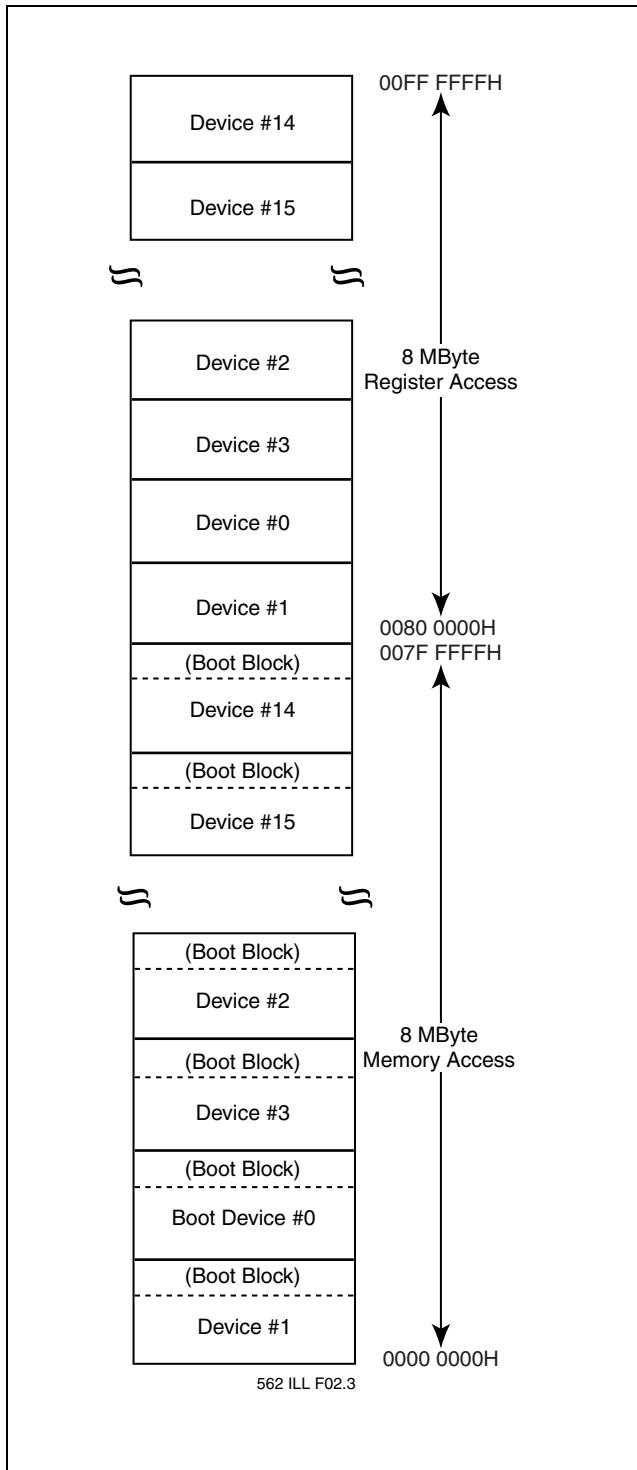 00FF FFFFH
Device #14
Device #15
Device #2
8 MByte
Register Access
Device #3
Device #0
Device #1
0080 0000H
007F FFFFH
(Boot Block)
Device #14
(Boot Block)
Device #15
(Boot Block)
Device #2
8 MByte
Memory Access
(Boot Block)
Device #3
(Boot Block)
Boot Device #0
(Boot Block)
Device #1
0000 0000H
562 ILL F02.3